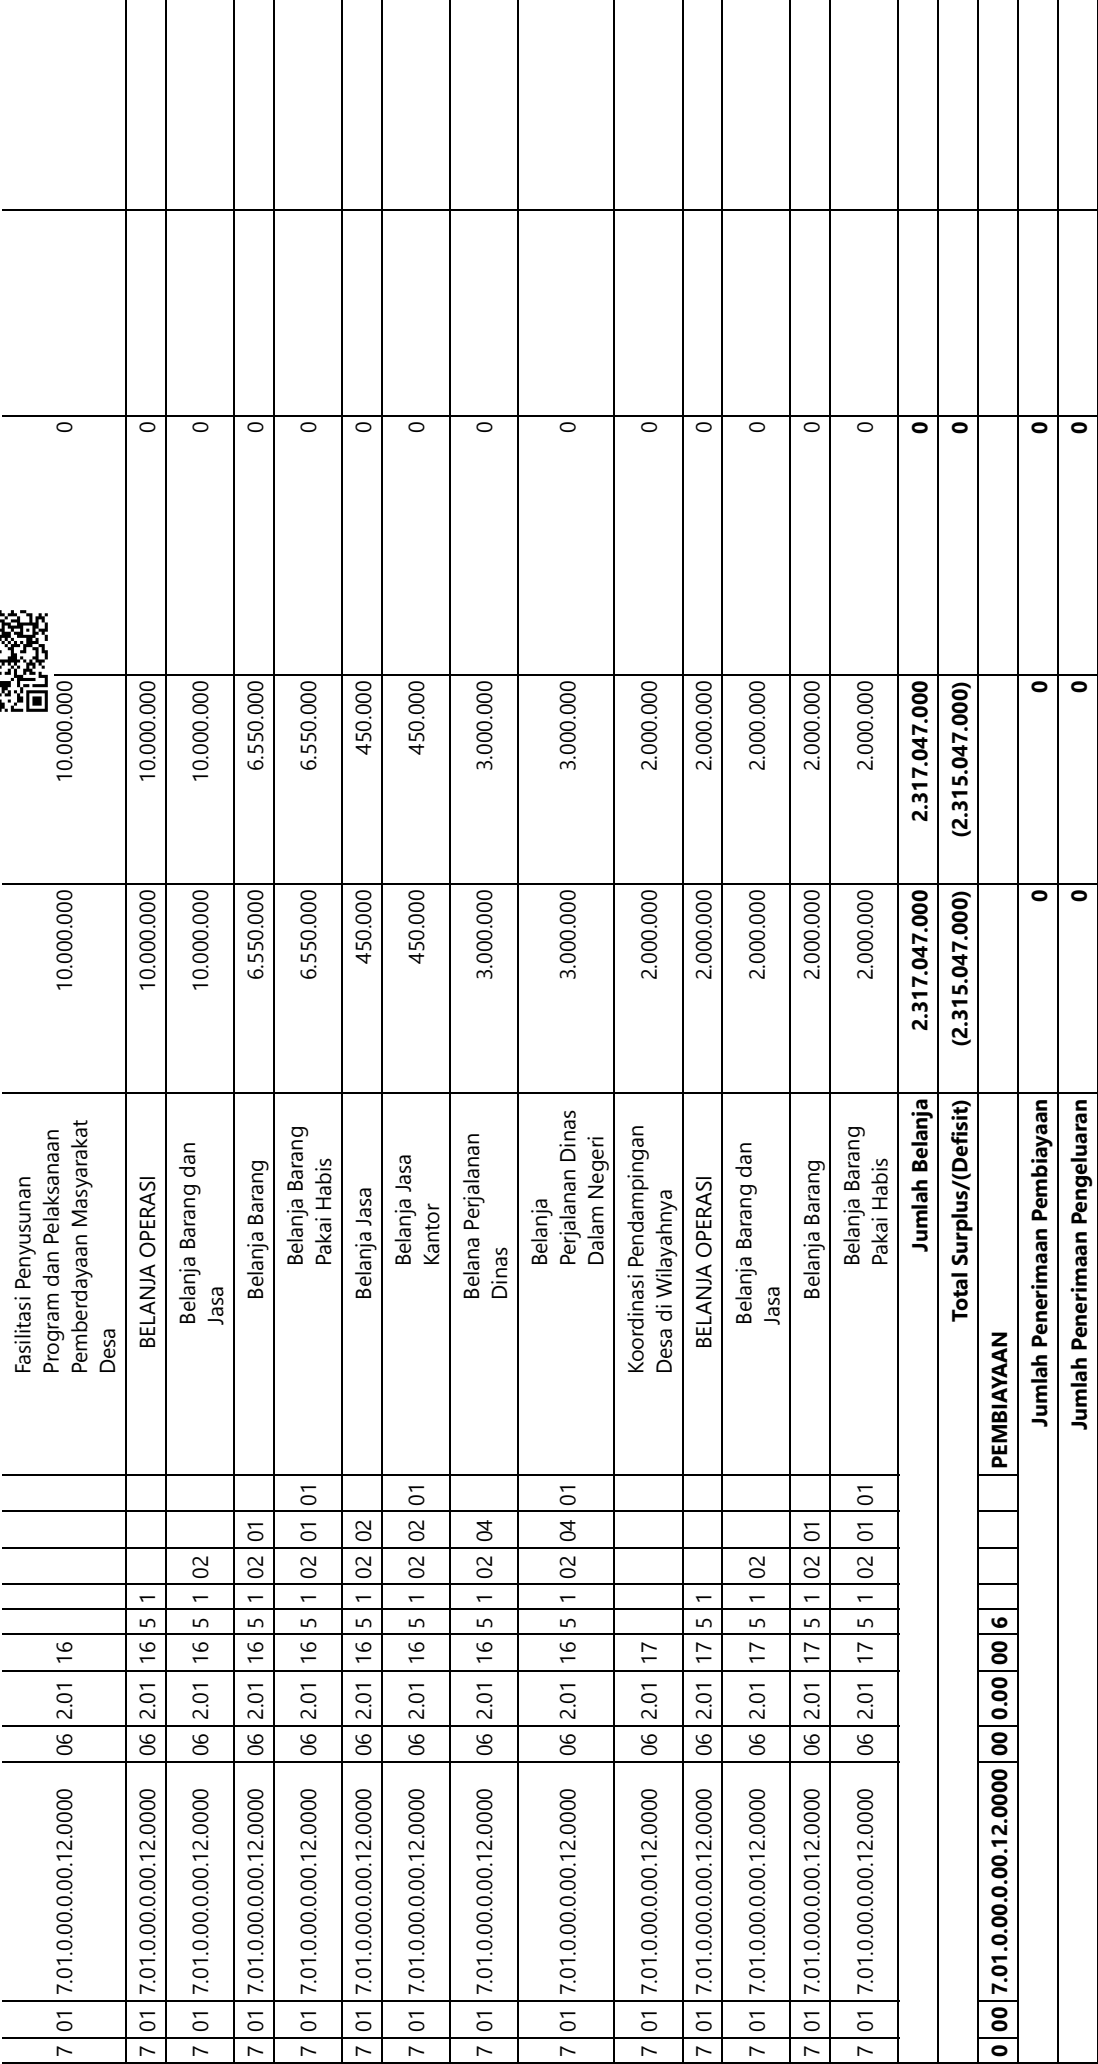 7 01 7.01.0.00.0.00.12.0000 06 2.01 16 Fasilitasi Penyusunan
Program dan Pelaksanaan
Pemberdayaan Masyarakat
Desa 10.000.000 10.000.000 0
7 01 7.01.0.00.0.00.12.0000 06 2.01 16 5 1 BELANJA OPERASI 10.000.000 10.000.000 0
7 01 7.01.0.00.0.00.12.0000 06 2.01 16 5 1 02 Belanja Barang dan
Jasa 10.000.000 10.000.000 0
7 01 7.01.0.00.0.00.12.0000 06 2.01 16 5 1 02 01 Belanja Barang 6.550.000 6.550.000 0
7 01 7.01.0.00.0.00.12.0000 06 2.01 16 5 1 02 01 01 Belanja Barang
Pakai Habis 6.550.000 6.550.000 0
7 01 7.01.0.00.0.00.12.0000 06 2.01 16 5 1 02 02 Belanja Jasa 450.000 450.000 0
7 01 7.01.0.00.0.00.12.0000 06 2.01 16 5 1 02 02 01 Belanja Jasa
Kantor 450.000 450.000 0
7 01 7.01.0.00.0.00.12.0000 06 2.01 16 5 1 02 04 Belana Perjalanan
Dinas 3.000.000 3.000.000 0
7 01 7.01.0.00.0.00.12.0000 06 2.01 16 5 1 02 04 01 Belanja
Perjalanan Dinas
Dalam Negeri 3.000.000 3.000.000 0
7 01 7.01.0.00.0.00.12.0000 06 2.01 17 Koordinasi Pendampingan
Desa di Wilayahnya 2.000.000 2.000.000 0
7 01 7.01.0.00.0.00.12.0000 06 2.01 17 5 1 BELANJA OPERASI 2.000.000 2.000.000 0
7 01 7.01.0.00.0.00.12.0000 06 2.01 17 5 1 02 Belanja Barang dan
Jasa 2.000.000 2.000.000 0
7 01 7.01.0.00.0.00.12.0000 06 2.01 17 5 1 02 01 Belanja Barang 2.000.000 2.000.000 0
7 01 7.01.0.00.0.00.12.0000 06 2.01 17 5 1 02 01 01 Belanja Barang
Pakai Habis 2.000.000 2.000.000 0
Jumlah Belanja 2.317.047.000 2.317.047.000 0
Total Surplus/(Defisit) (2.315.047.000) (2.315.047.000) 0
0 00 7.01.0.00.0.00.12.0000 00 0.00 00 6 PEMBIAYAAN
Jumlah Penerimaan Pembiayaan 0 0 0
Jumlah Penerimaan Pengeluaran 0 0 0